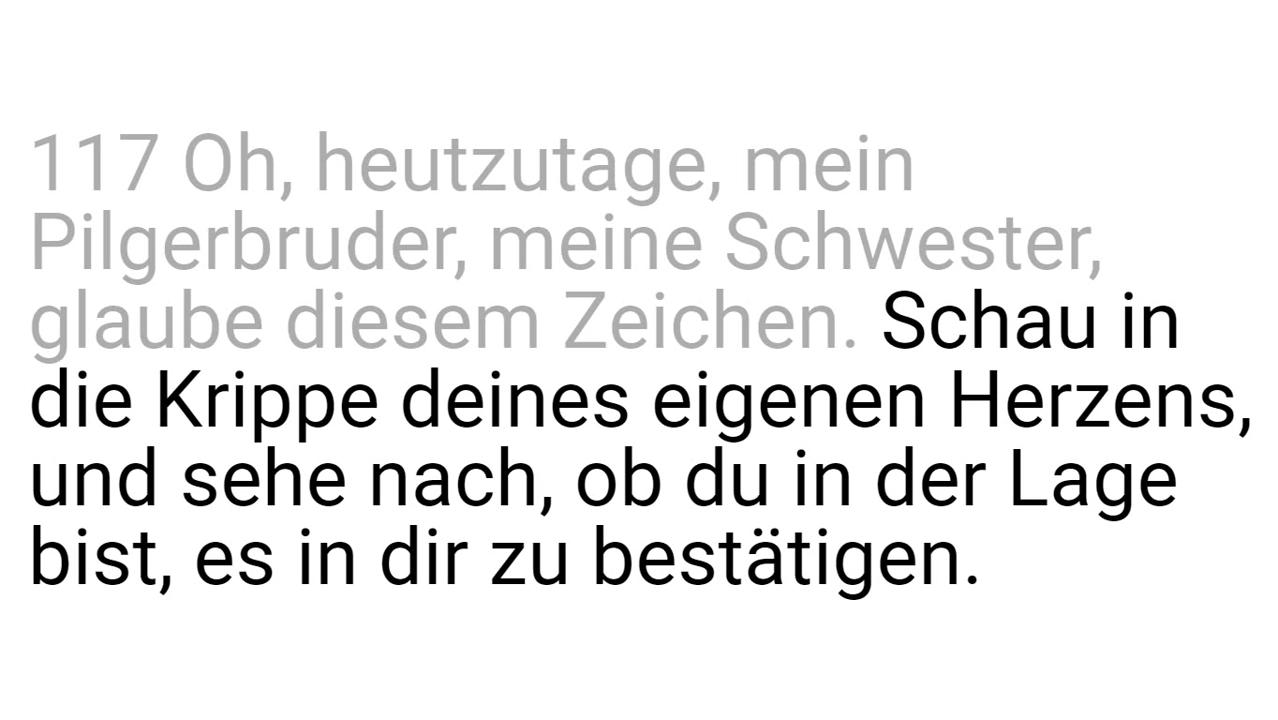 117 Oh, heutzutage, mein
Pilgerbruder, meine Schwester,
glaube diesem Zeichen. Schau in
die Krippe deines eigenen Herzens,
und sehe nach, ob du in der Lage
bist, es in dir zu bestätigen.